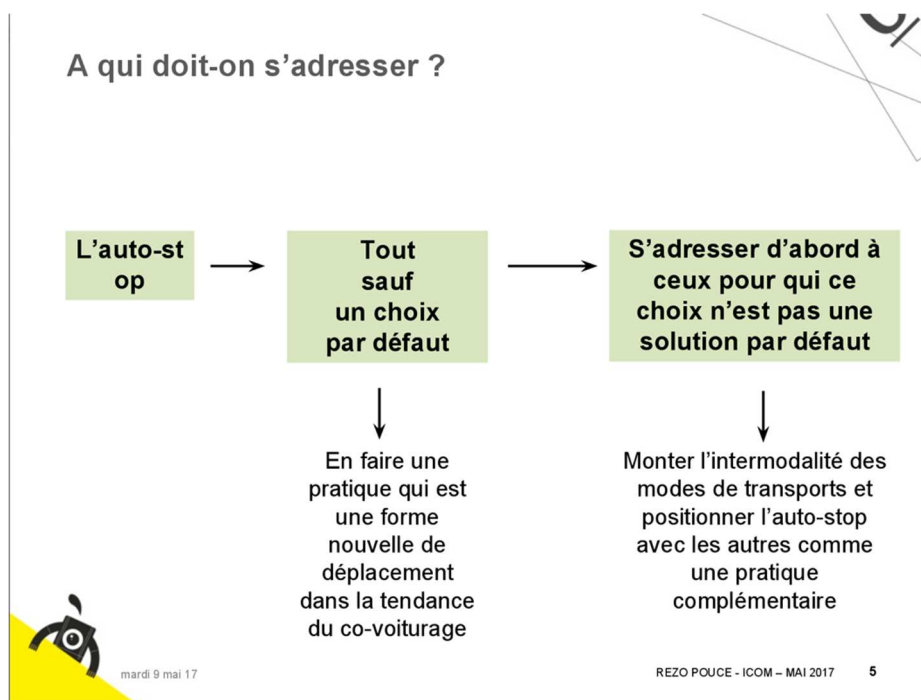 A qui doit-on s’adresser ?
L’auto-st
op
Tout
sauf
un choix
par défaut
S’adresser d’abord à
ceux pour qui ce
choix n’est pas une
solution par défaut
En faire une
pratique qui est
une forme
nouvelle de
déplacement
dans la tendance
du co-voiturage
Monter l’intermodalité des
modes de transports et
positionner l’auto-stop
avec les autres comme
une pratique
complémentaire
mardi 9 mai 17
REZO POUCE - ICOM – MAI 2017
5